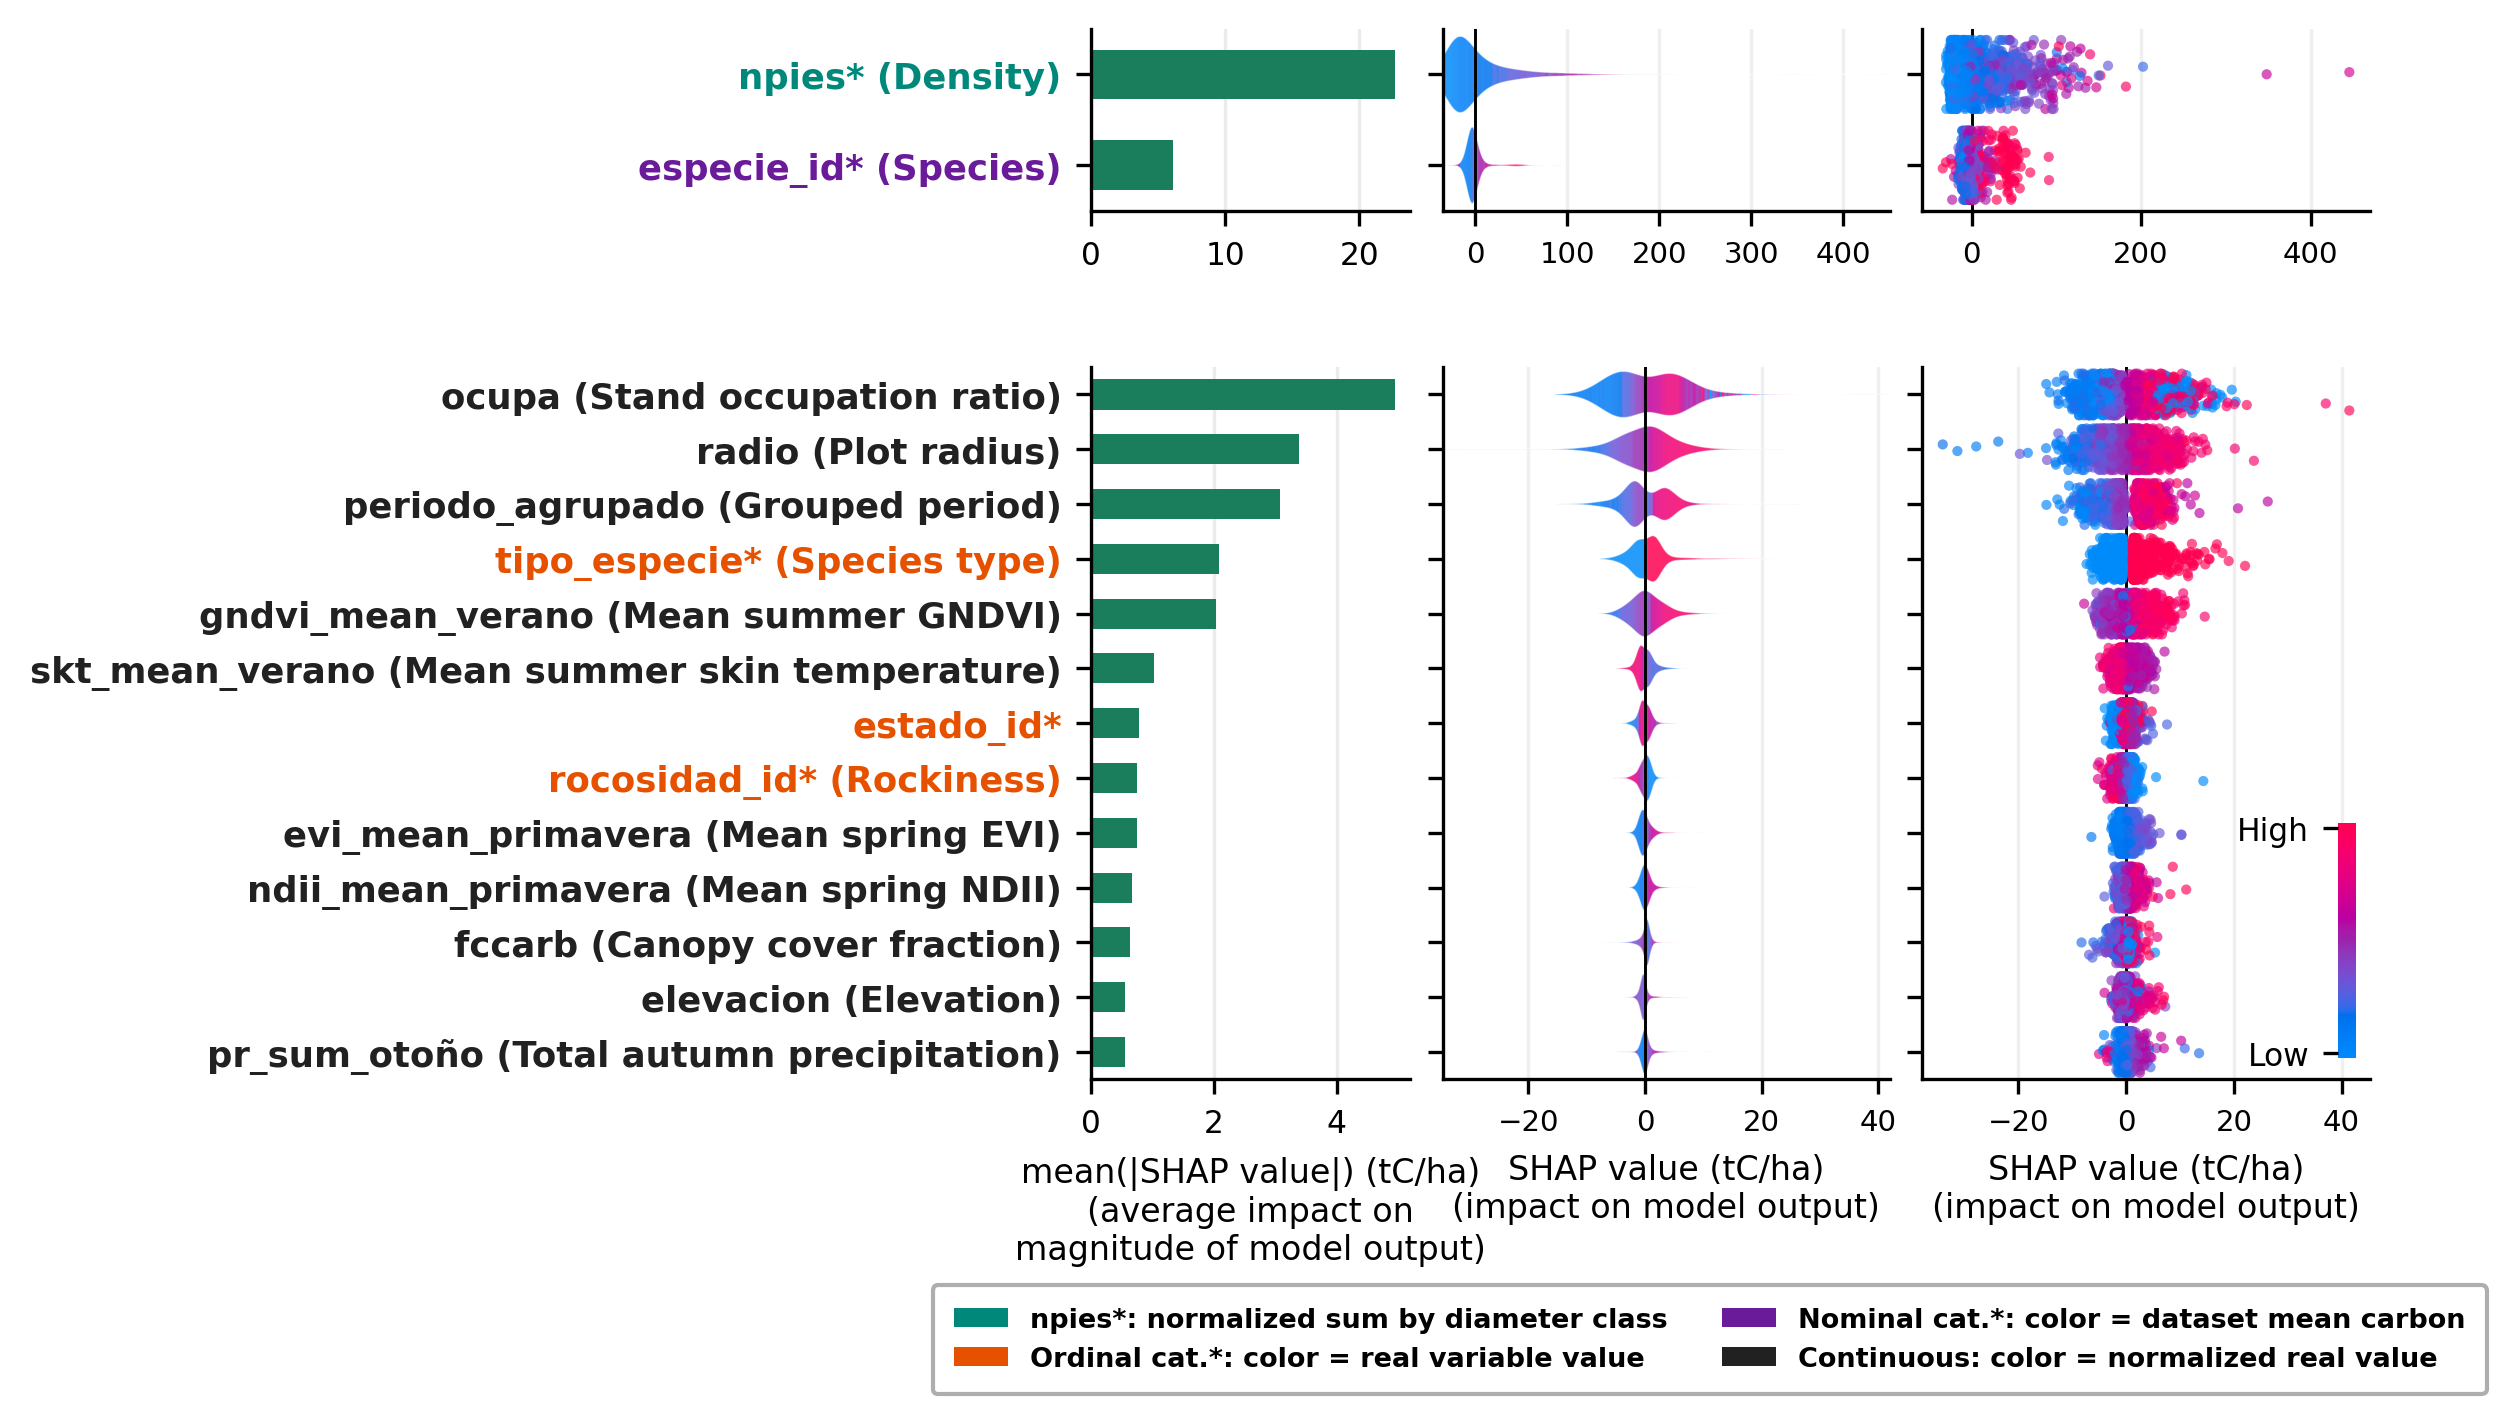 npies* (Density)
especie_id* (Species)
0 10 20
0 100 200 300 400
0 200 400
ocupa (Stand occupation ratio)
radio (Plot radius)
periodo_agrupado (Grouped period)
tipo_especie* (Species type)
gndvi_mean_verano (Mean summer GNDVI)
skt_mean_verano (Mean summer skin temperature)
estado_id*
rocosidad_id* (Rockiness)
evi_mean_primavera (Mean spring EVI)
ndii_mean_primavera (Mean spring NDII)
fccarb (Canopy cover fraction)
elevacion (Elevation)
pr_sum_otoño (Total autumn precipitation)
High
Low
0 2 4
−20 0 20 40
−20 0 20 40
mean(|SHAP value|) (tC/ha)
(average impact on
magnitude of model output)
SHAP value (tC/ha)
(impact on model output)
SHAP value (tC/ha)
(impact on model output)
npies*: normalized sum by diameter class
Ordinal cat.*: color = real variable value
Nominal cat.*: color = dataset mean carbon
Continuous: color = normalized real value